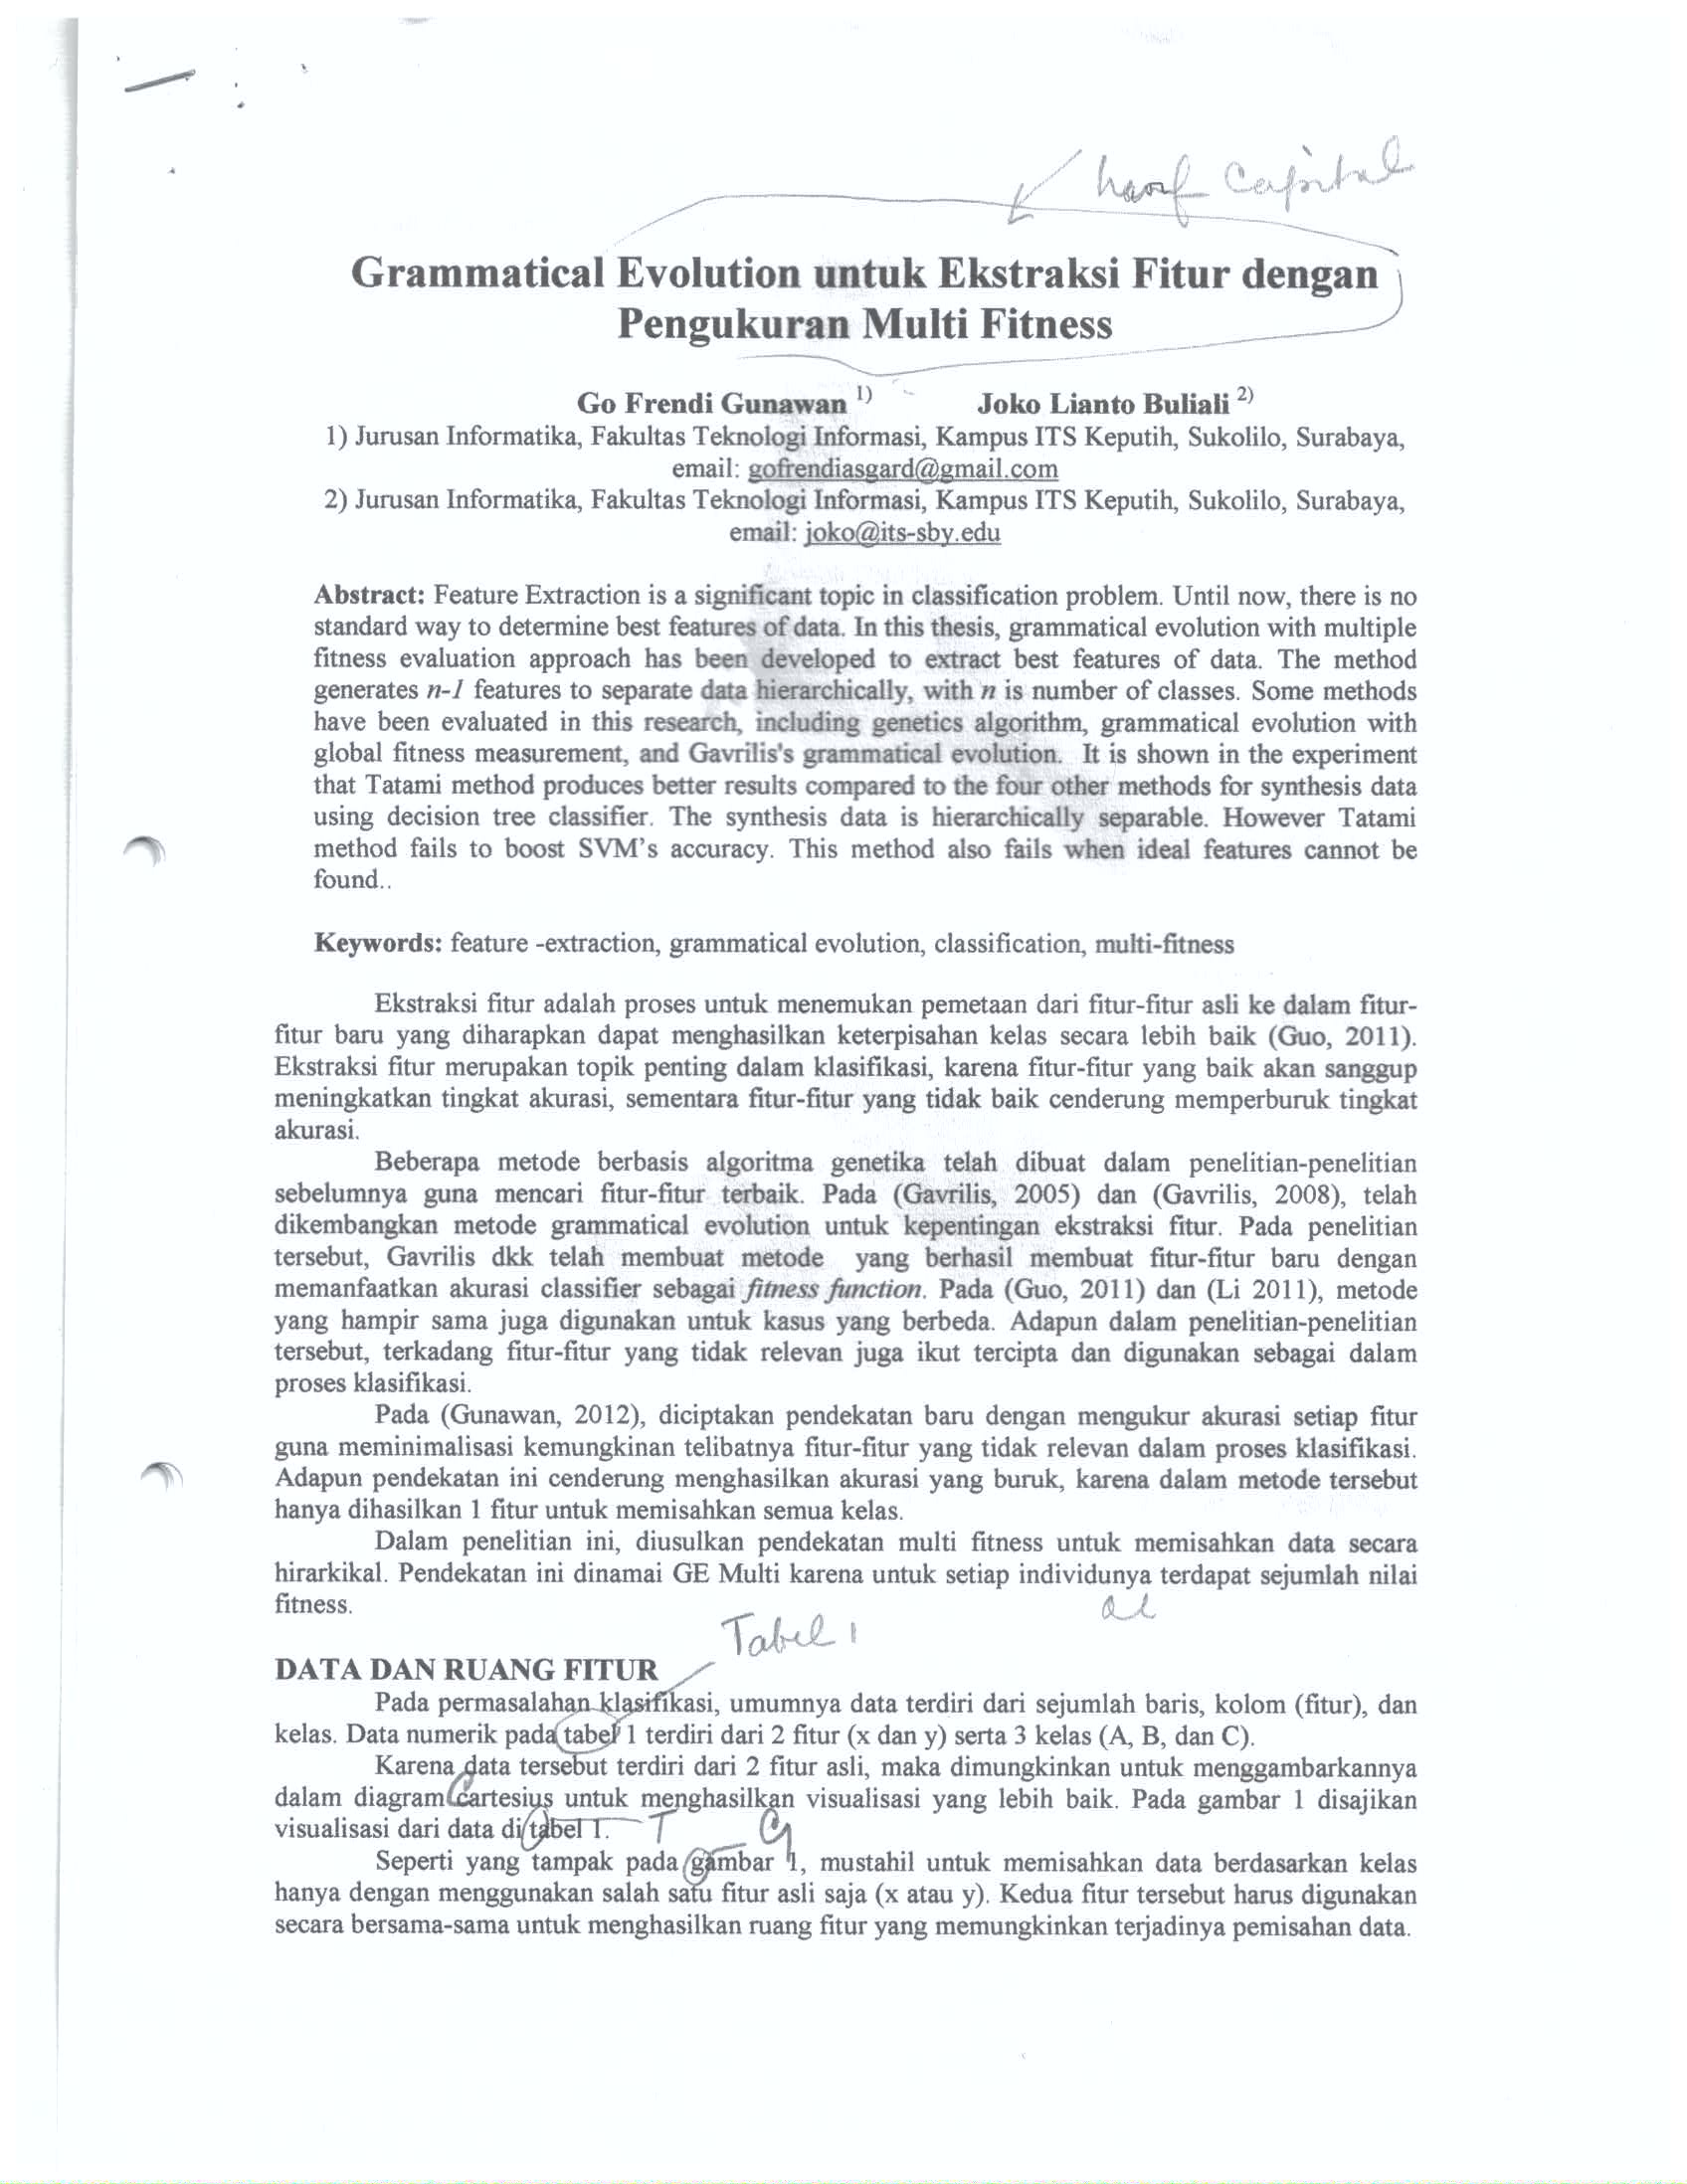 huruf Capital
Grammatical Evolution untuk Ekstraksi Fitur dengan
Pengukuran Multi Fitness
Go Frendi Gunawan 1) Joko Lianto Buliali 2)
1) Jurusan Informatika, Fakultas Teknologi Informasi, Kampus ITS Keputih, Sukolilo, Surabaya,
email: gofrendiasgard@gmail.com
2) Jurusan Informatika, Fakultas Teknologi Informasi, Kampus ITS Keputih, Sukolilo, Surabaya,
email: joko@its-sby.edu
Abstract: Feature Extraction is a significant topic in classification problem. Until now, there is no
standard way to determine best features of data. In this thesis, grammatical evolution with multiple
fitness evaluation approach has been developed to extract best features of data. The method
generates n-1 features to separate data hierarchically, with n is number of classes. Some methods
have been evaluated in this research, including genetics algorithm, grammatical evolution with
global fitness measurement, and Gavrilis's grammatical evolution. It is shown in the experiment
that Tatami method produces better results compared to the four other methods for synthesis data
using decision tree classifier. The synthesis data is hierarchically separable. However Tatami
method fails to boost SVM's accuracy. This method also fails when ideal features cannot be
found..
Keywords: feature -extraction, grammatical evolution, classification, multi-fitness
Ekstraksi fitur adalah proses untuk menemukan pemetaan dari fitur-fitur asli ke dalam fitur-
fitur baru yang diharapkan dapat menghasilkan keterpisahan kelas secara lebih baik (Guo, 2011).
Ekstraksi fitur merupakan topik penting dalam klasifikasi, karena fitur-fitur yang baik akan sanggup
meningkatkan tingkat akurasi, sementara fitur-fitur yang tidak baik cenderung memperburuk tingkat
akurasi.
Beberapa metode berbasis algoritma genetika telah dibuat dalam penelitian-penelitian
sebelumnya guna mencari fitur-fitur terbaik. Pada (Gavrilis, 2005) dan (Gavrilis, 2008), telah
dikembangkan metode grammatical evolution untuk kepentingan ekstraksi fitur. Pada penelitian
tersebut, Gavrilis dkk telah membuat metode yang berhasil membuat fitur-fitur baru dengan
memanfaatkan akurasi classifier sebagai fitness function. Pada (Guo, 2011) dan (Li 2011), metode
yang hampir sama juga digunakan untuk kasus yang berbeda. Adapun dalam penelitian-penelitian
tersebut, terkadang fitur-fitur yang tidak relevan juga ikut tercipta dan digunakan sebagai dalam
proses klasifikasi.
Pada (Gunawan, 2012), diciptakan pendekatan baru dengan mengukur akurasi setiap fitur
guna meminimalisasi kemungkinan telibatnya fitur-fitur yang tidak relevan dalam proses klasifikasi.
Adapun pendekatan ini cenderung menghasilkan akurasi yang buruk, karena dalam metode tersebut
hanya dihasilkan 1 fitur untuk memisahkan semua kelas.
Dalam penelitian ini, diusulkan pendekatan multi fitness untuk memisahkan data secara
hirarkikal. Pendekatan ini dinamai GE Multi karena untuk setiap individunya terdapat sejumlah nilai
fitness.
Tabel 1
DATA DAN RUANG FITUR
Pada permasalahan klasifikasi, umumnya data terdiri dari sejumlah baris, kolom (fitur), dan
kelas. Data numerik pada tabel 1 terdiri dari 2 fitur (x dan y) serta 3 kelas (A, B, dan C).
Karena data tersebut terdiri dari 2 fitur asli, maka dimungkinkan untuk menggambarkannya
dalam diagram cartesius untuk menghasilkan visualisasi yang lebih baik. Pada gambar 1 disajikan
visualisasi dari data di tabel 1. T G
Seperti yang tampak pada gambar 1, mustahil untuk memisahkan data berdasarkan kelas
hanya dengan menggunakan salah satu fitur asli saja (x atau y). Kedua fitur tersebut harus digunakan
secara bersama-sama untuk menghasilkan ruang fitur yang memungkinkan terjadinya pemisahan data.